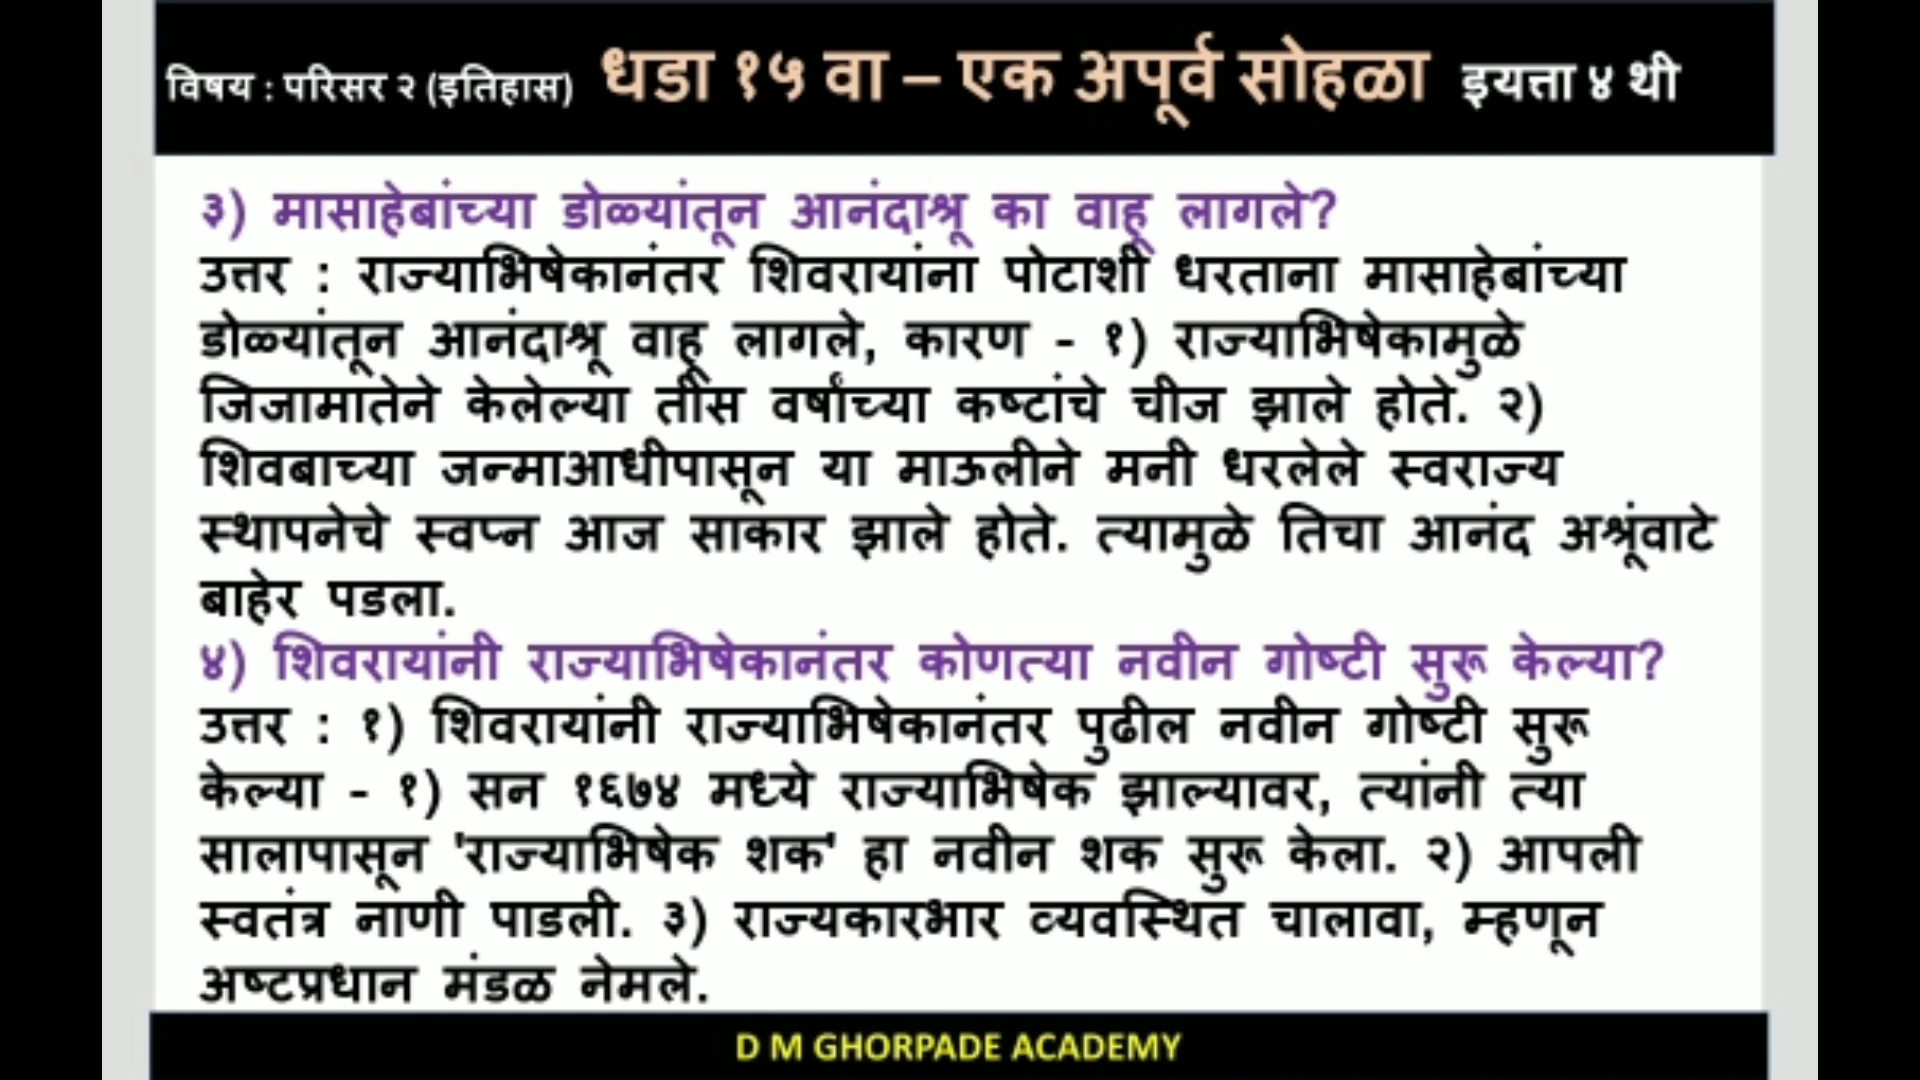 विषय : परिसर २ (इतिहास) धडा १५ वा – एक अपूर्व सोहळा इयत्ता ४ थी
३) मासाहेबांच्या डोळ्यांतून आनंदाश्रू का वाहू लागले?
उत्तर : राज्याभिषेकानंतर शिवरायांना पोटाशी धरताना मासाहेबांच्या
डोळ्यांतून आनंदाश्रू वाहू लागले, कारण - १) राज्याभिषेकामुळे
जिजामातेने केलेल्या तीस वर्षांच्या कष्टांचे चीज झाले होते. २)
शिवबाच्या जन्माआधीपासून या माऊलीने मनी धरलेले स्वराज्य
स्थापनेचे स्वप्न आज साकार झाले होते. त्यामुळे तिचा आनंद अश्रूंवाटे
बाहेर पडला.
४) शिवरायांनी राज्याभिषेकानंतर कोणत्या नवीन गोष्टी सुरू केल्या?
उत्तर : १) शिवरायांनी राज्याभिषेकानंतर पुढील नवीन गोष्टी सुरू
केल्या - १) सन १६७४ मध्ये राज्याभिषेक झाल्यावर, त्यांनी त्या
सालापासून 'राज्याभिषेक शक' हा नवीन शक सुरू केला. २) आपली
स्वतंत्र नाणी पाडली. ३) राज्यकारभार व्यवस्थित चालावा, म्हणून
अष्टप्रधान मंडळ नेमले.
D M GHORPADE ACADEMY